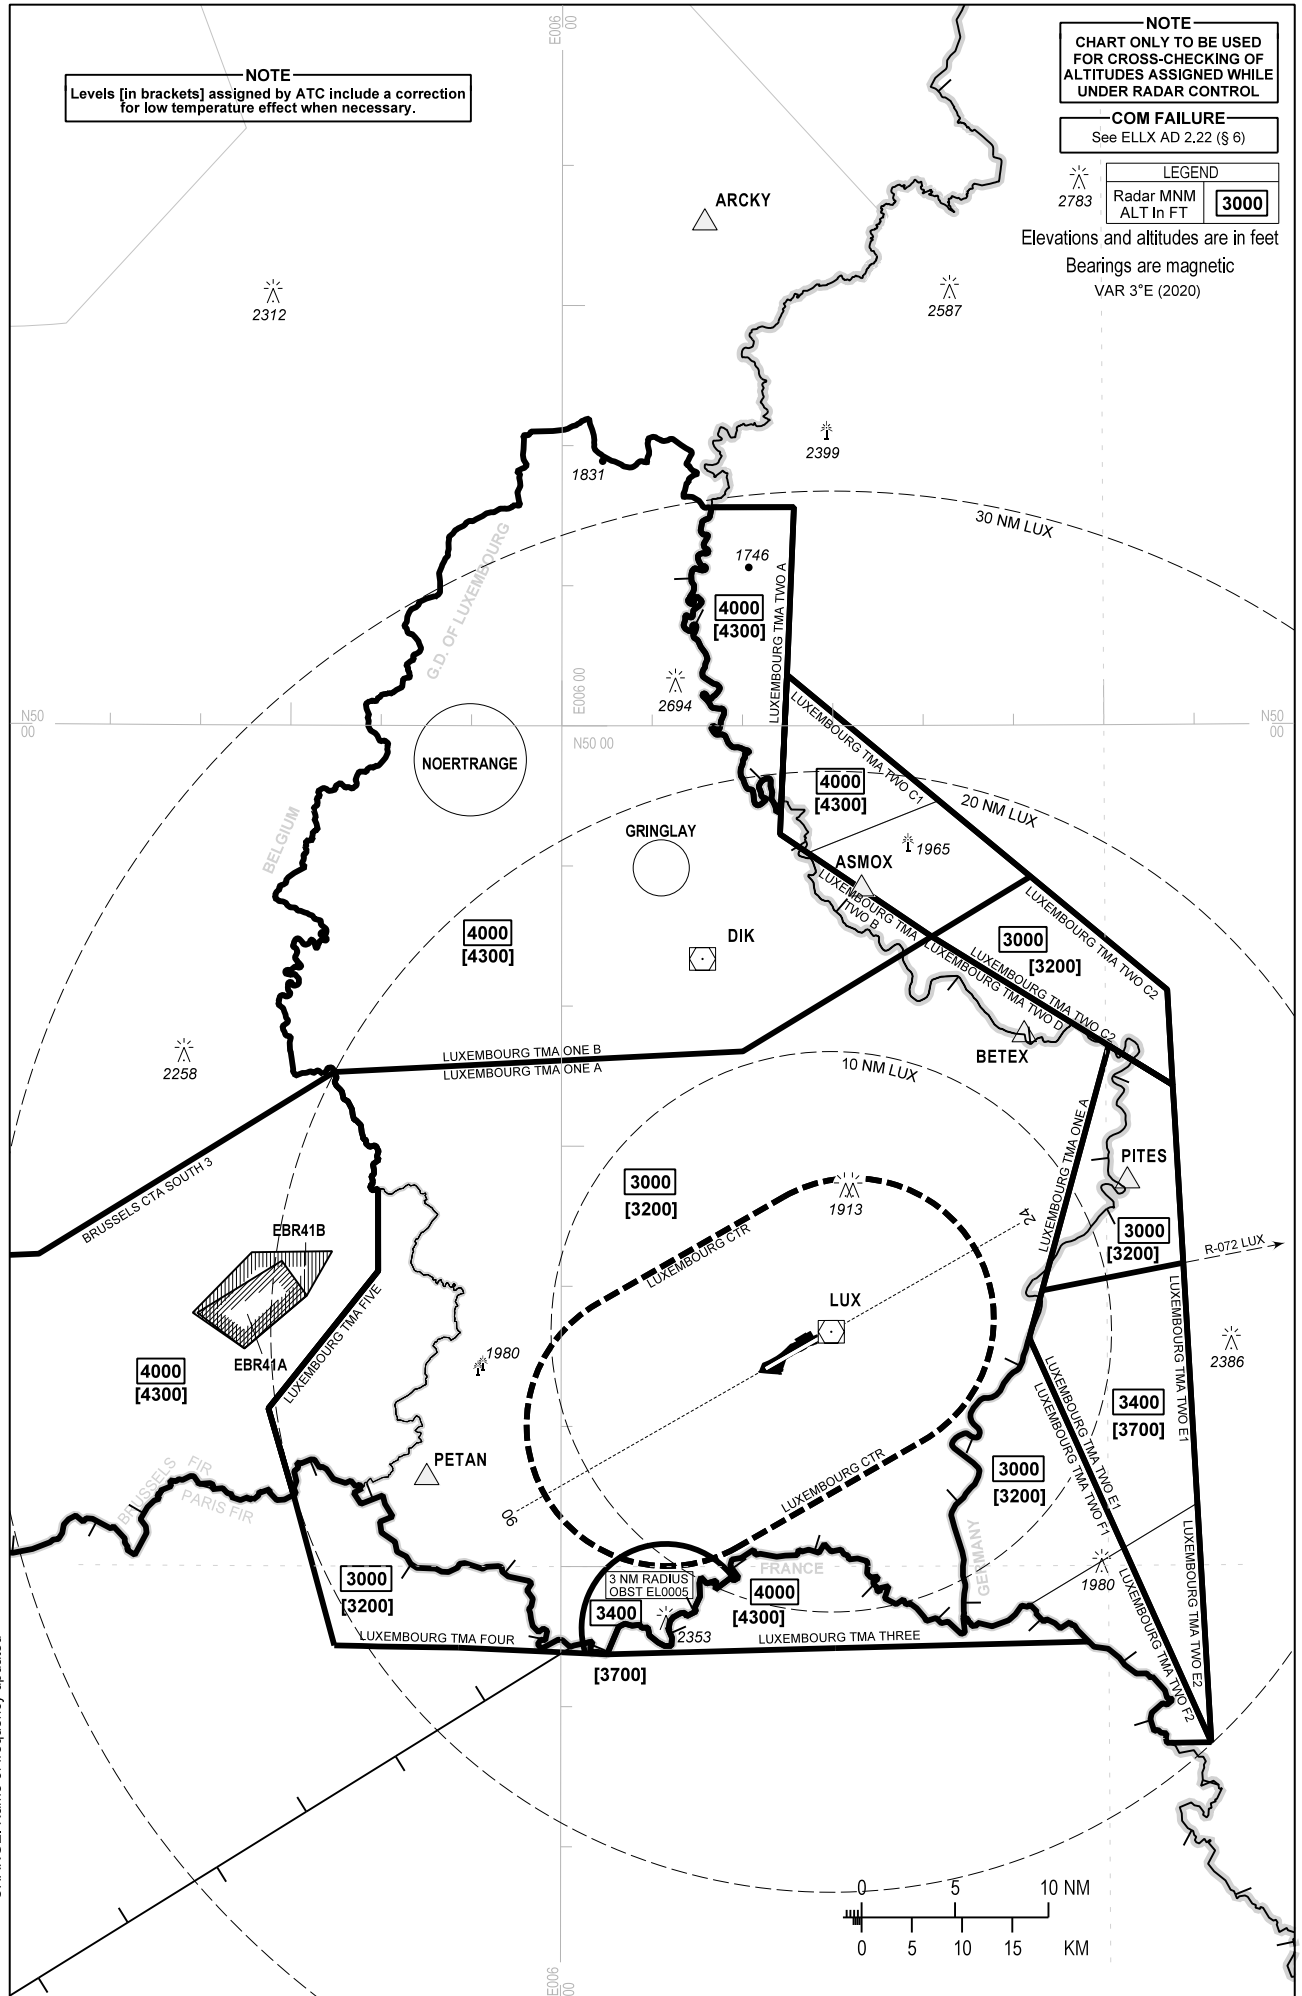 E006
00
NOTE
Levels [in brackets] assigned by ATC include a correction
for low temperature effect when necessary.
NOTE
CHART ONLY TO BE USED
FOR CROSS-CHECKING OF
ALTITUDES ASSIGNED WHILE
UNDER RADAR CONTROL
COM FAILURE
See ELLX AD 2.22 (§ 6)
2783
LEGEND
Radar MNM
ALT In FT
3000
Elevations and altitudes are in feet
Bearings are magnetic
VAR 3°E (2020)
ARCKY
2312
2587
2399
1831
30 NM LUX
G.D. OF LUXEMBOURG
1746
4000
[4300]
LUXEMBOURG TMA TWO A
2694
E006 00
N50
00
N50 00
N50
00
NOERTRANGE
LUXEMBOURG TMA TWO C1
4000
[4300]
20 NM LUX
BELGIUM
GRINGLAY
1965
ASMOX
LUXEMBOURG TMA
TWO B
LUXEMBOURG TMA TWO C2
4000
[4300]
DIK
3000
[3200]
LUXEMBOURG TMA TWO C2
LUXEMBOURG TMA TWO D
BETEX
2258
LUXEMBOURG TMA ONE B
LUXEMBOURG TMA ONE A
10 NM LUX
LUXEMBOURG TMA ONE A
PITES
BRUSSELS CTA SOUTH 3
3000
[3200]
1913
24
3000
[3200]
R-072 LUX
EBR41B
LUXEMBOURG CTR
LUX
LUXEMBOURG TMA FIVE
EBR41A
4000
[4300]
1980
2386
LUXEMBOURG TMA TWO E1
LUXEMBOURG TMA TWO E1
LUXEMBOURG TMA TWO F1
3400
[3700]
PETAN
LUXEMBOURG CTR
3000
[3200]
BRUSSELS FIR
PARIS FIR
06
GERMANY
FRANCE
1980
3000
[3200]
3 NM RADIUS
OBST EL0005
3400
4000
[4300]
2353
LUXEMBOURG TMA FOUR
LUXEMBOURG TMA THREE
[3700]
LUXEMBOURG TMA TWO E2
LUXEMBOURG TMA TWO F2
0 5 10 NM
0 5 10 15 KM
E006
00